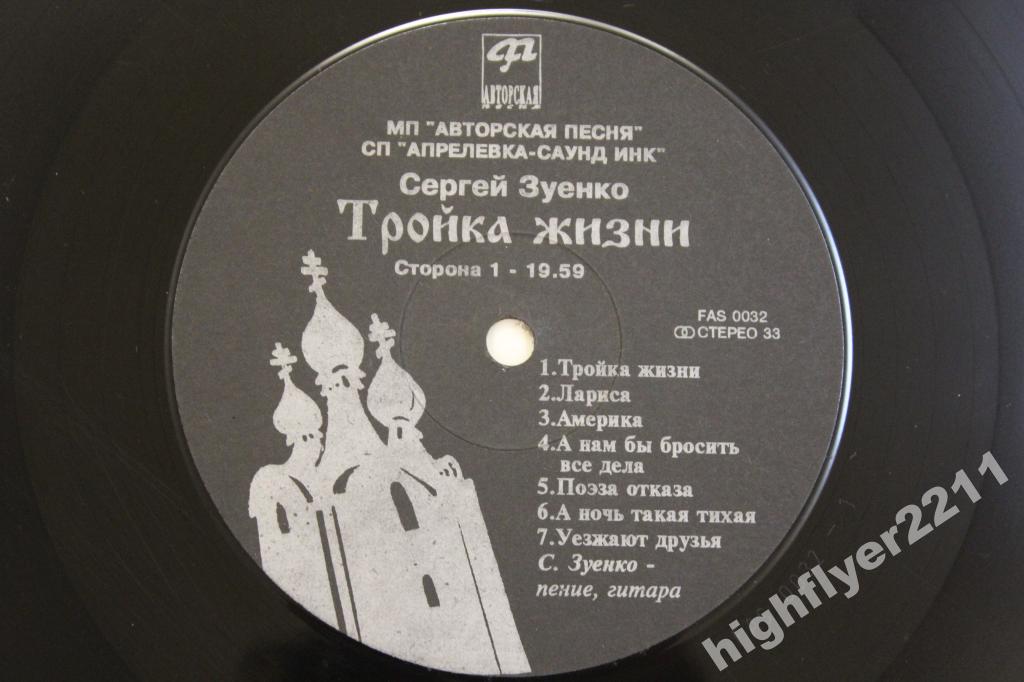 АВТОРСКАЯ
ПЕСНЯ
МП "АВТОРСКАЯ ПЕСНЯ"
СП "АПРЕЛЕВКА-САУНД ИНК"
Сергей Зуенко
Тройка жизни
Сторона 1 - 19.59
FAS 0032
СТЕРЕО 33
1.Тройка жизни
2.Лариса
3.Америка
4.А нам бы бросить
все дела
5.Поэза отказа
6.А ночь такая тихая
7.Уезжают друзья
С. Зуенко -
пение, гитара
highflyer2211